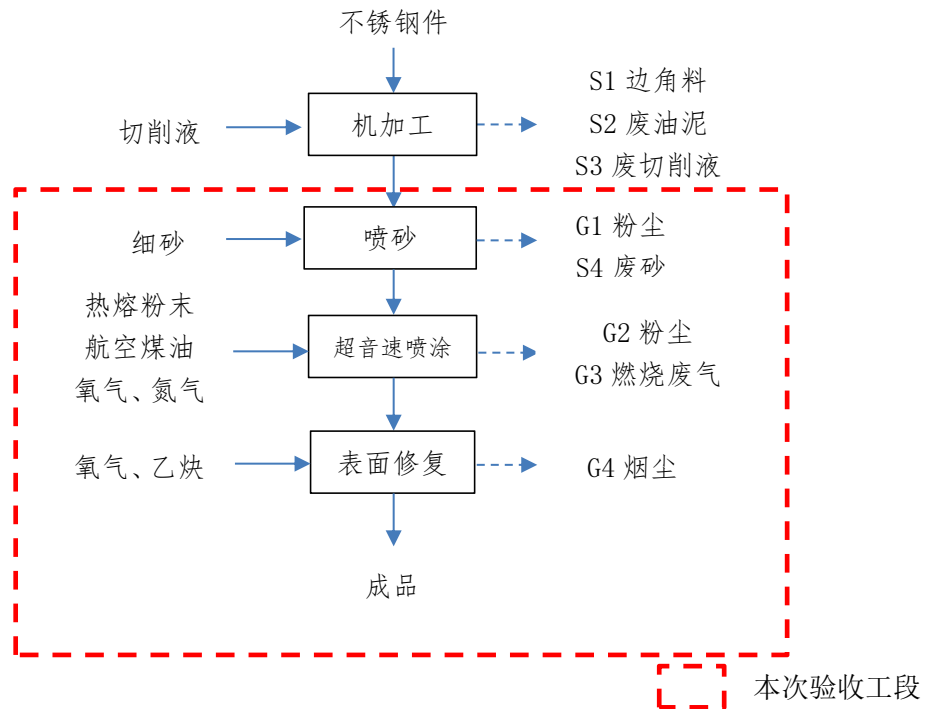 不锈钢件
S1 边角料
切削液
机加工
S2 废油泥
S3 废切削液
细砂
喷砂
G1 粉尘
S4 废砂
热熔粉末
航空煤油
氧气、氮气
超音速喷涂
G2 粉尘
G3 燃烧废气
氧气、乙炔
表面修复
G4 烟尘
成品
本次验收工段